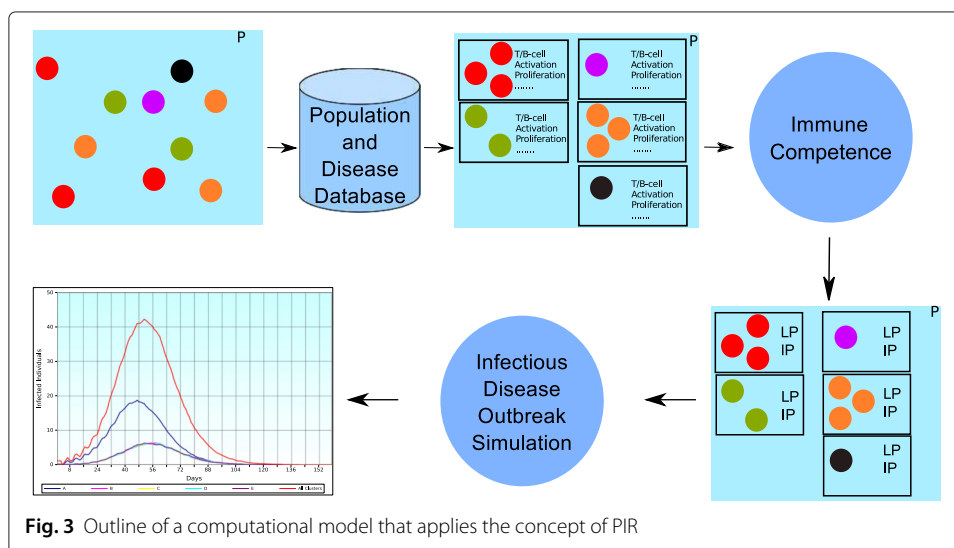 P
Population
and
Disease
Database
P
T/B-cell
Activation
Proliferation
.......
T/B-cell
Activation
Proliferation
.......
T/B-cell
Activation
Proliferation
.......
T/B-cell
Activation
Proliferation
.......
T/B-cell
Activation
Proliferation
.......
Immune
Competence
P
LP
IP
LP
IP
LP
IP
LP
IP
LP
IP
Infectious
Disease
Outbreak
Simulation
Infected Individuals
50
40
30
20
10
0
8 24 40 56 72 88 104 120 136 152
Days
A B C D E All Clusters
Fig. 3 Outline of a computational model that applies the concept of PIR